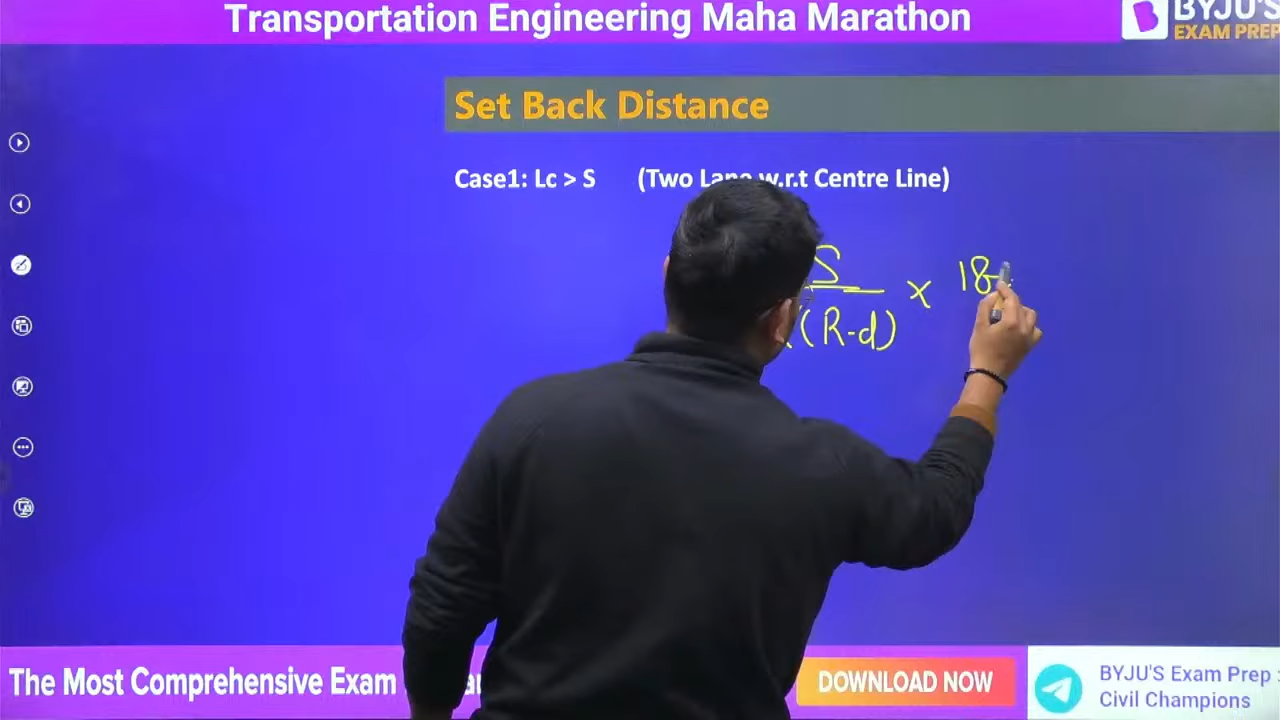 Transportation Engineering Maha Marathon
BYJU'S
EXAM PREP
Set Back Distance
Case1: Lc > S (Two Lane w.r.t Centre Line)
S
(R-d) × 18
The Most Comprehensive Exam
DOWNLOAD NOW
BYJU'S Exam Prep :
Civil Champions